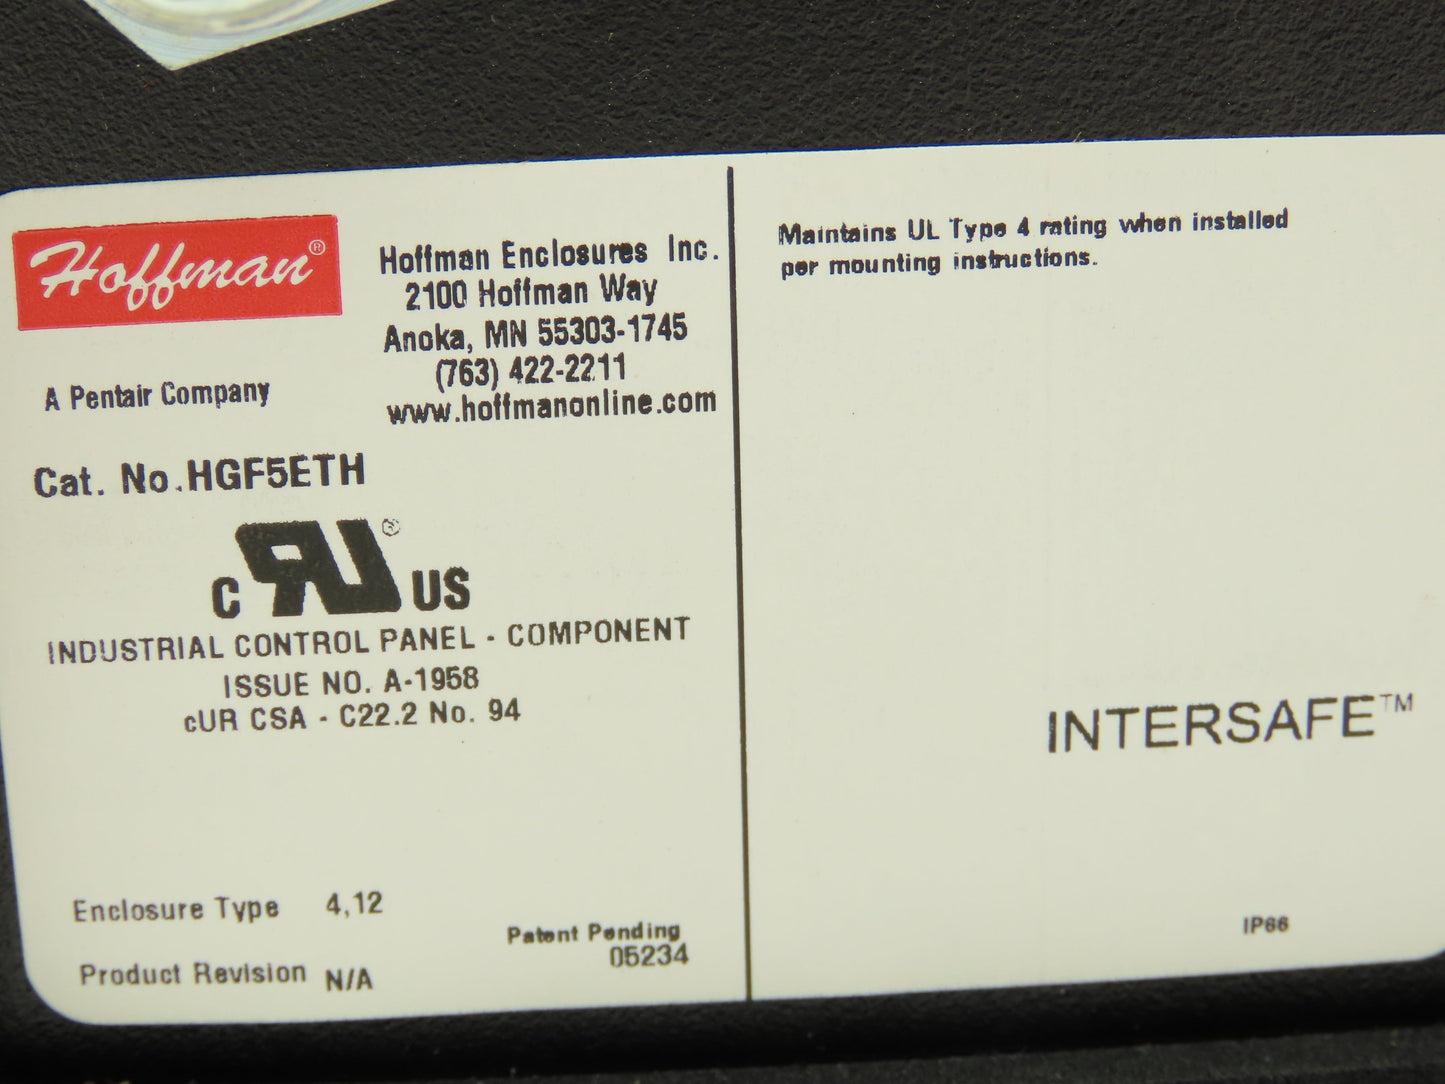 Hoffman®
Hoffman Enclosures Inc.
2100 Hoffman Way
Anoka, MN 55303-1745
(763) 422-2211
www.hoffmanonline.com
A Pentair Company
Cat. No. HGF5ETH
c RU® US
INDUSTRIAL CONTROL PANEL - COMPONENT
ISSUE NO. A-1958
cUR CSA - C22.2 No. 94
Enclosure Type 4,12
Patent Pending
05234
Product Revision N/A
Maintains UL Type 4 rating when installed
per mounting instructions.
INTERSAFE™
IP66